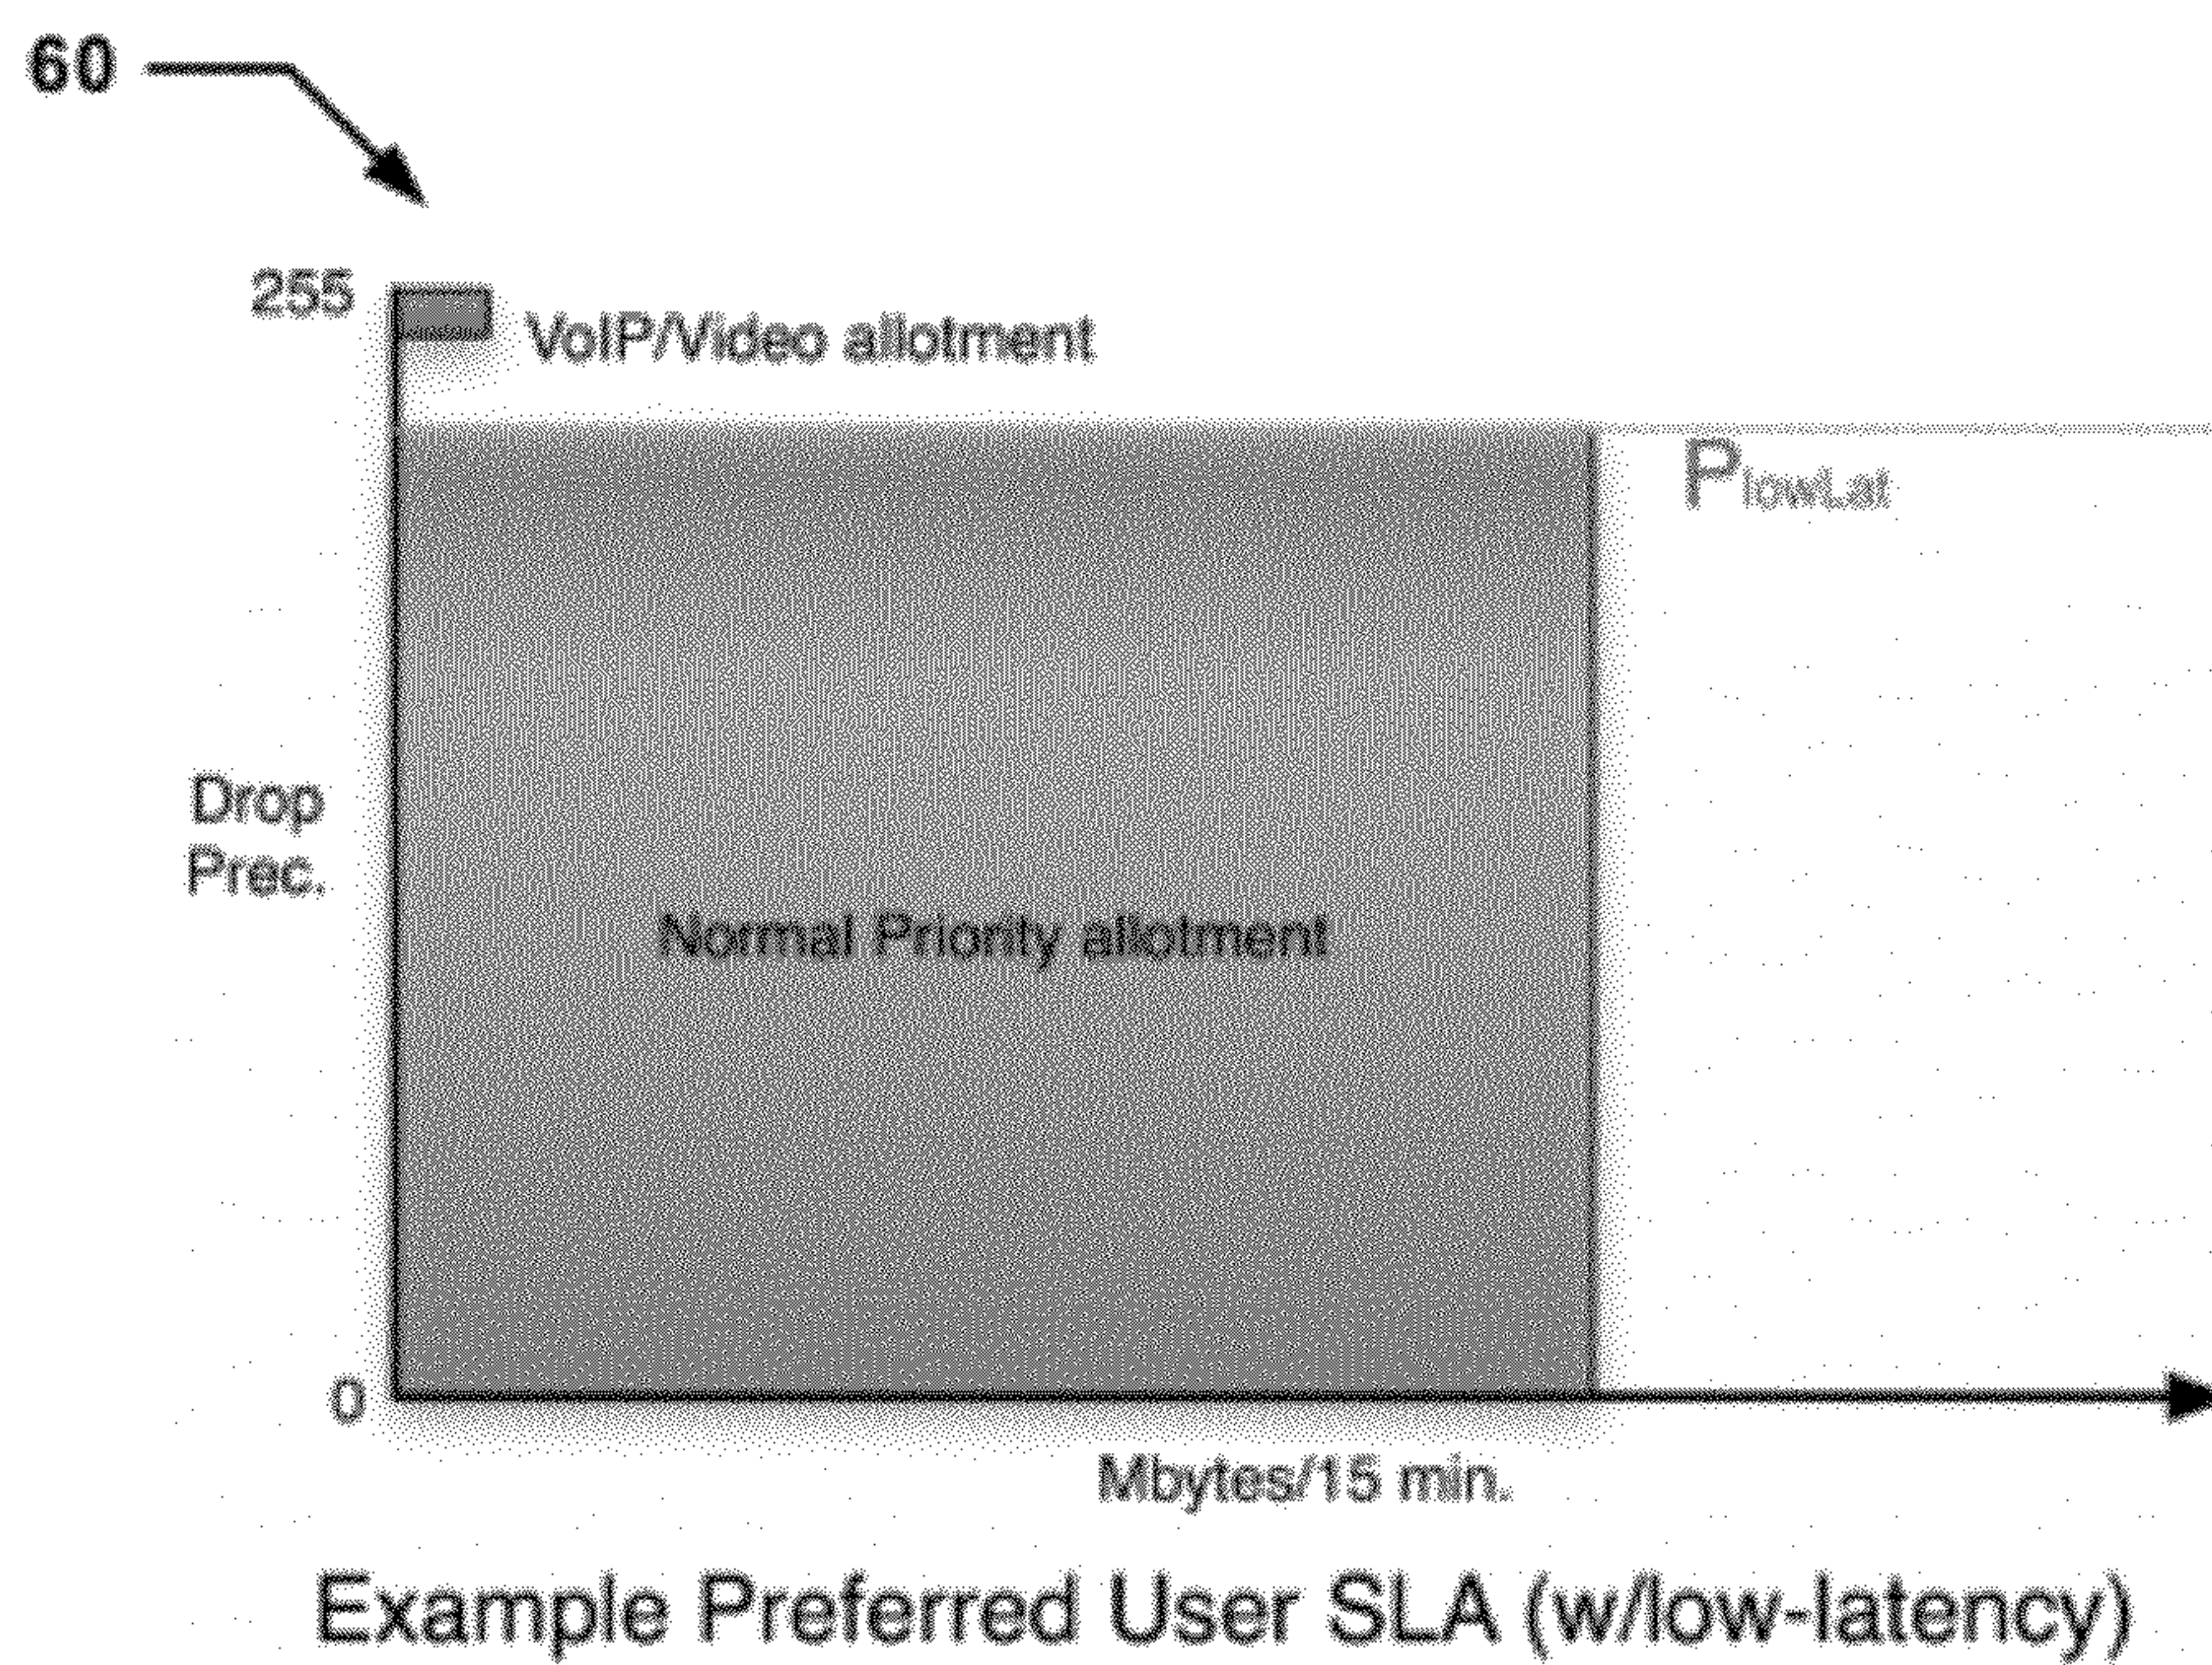 60
255
VoIP/Video allotment
PlowLat
Drop
Prec.
Normal Priority allotment
0
Mbytes/15 min.
Example Preferred User SLA (w/low-latency)